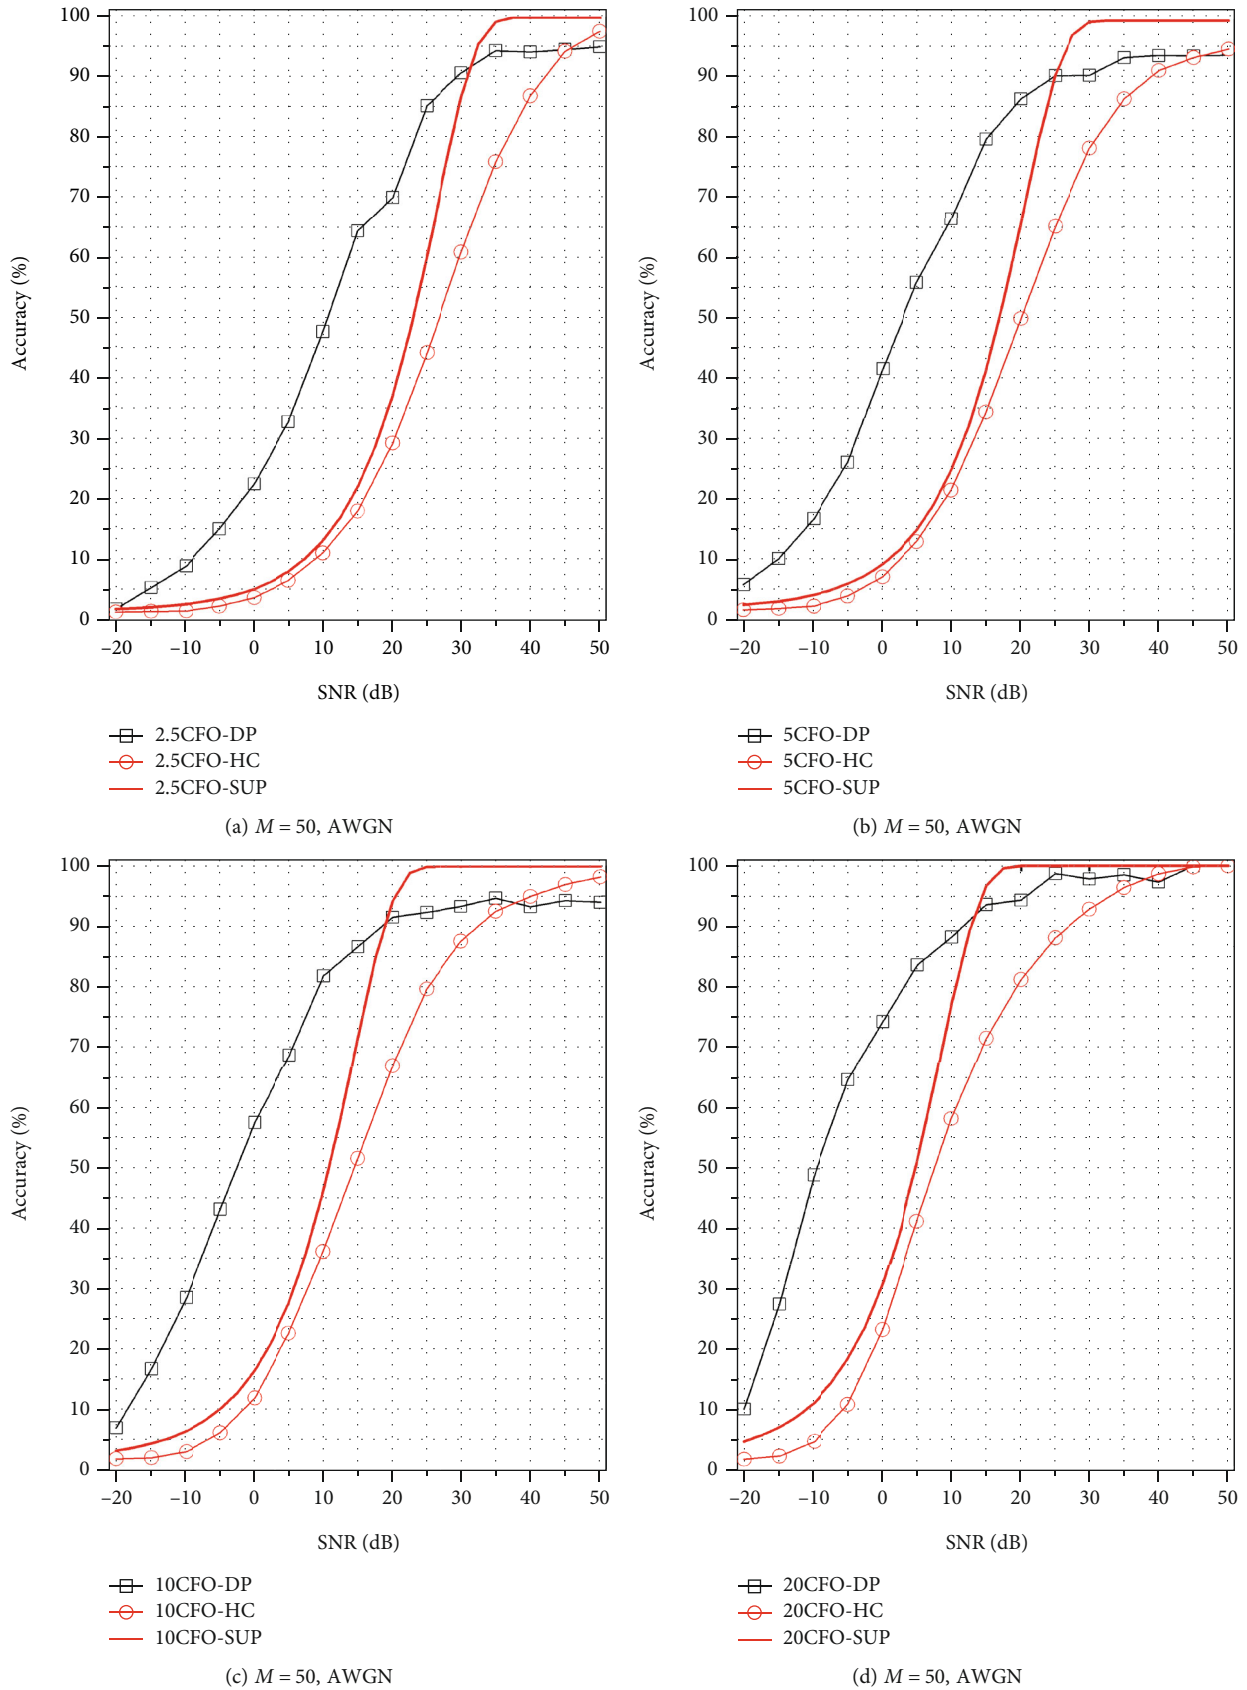 100
90
80
70
60
50
40
30
20
10
0
Accuracy (%)
–20 –10 0 10 20 30 40 50
SNR (dB)
2.5CFO-DP
2.5CFO-HC
2.5CFO-SUP
(a) M = 50, AWGN
100
90
80
70
60
50
40
30
20
10
0
Accuracy (%)
–20 –10 0 10 20 30 40 50
SNR (dB)
5CFO-DP
5CFO-HC
5CFO-SUP
(b) M = 50, AWGN
100
90
80
70
60
50
40
30
20
10
0
Accuracy (%)
–20 –10 0 10 20 30 40 50
SNR (dB)
10CFO-DP
10CFO-HC
10CFO-SUP
(c) M = 50, AWGN
100
90
80
70
60
50
40
30
20
10
0
Accuracy (%)
–20 –10 0 10 20 30 40 50
SNR (dB)
20CFO-DP
20CFO-HC
20CFO-SUP
(d) M = 50, AWGN